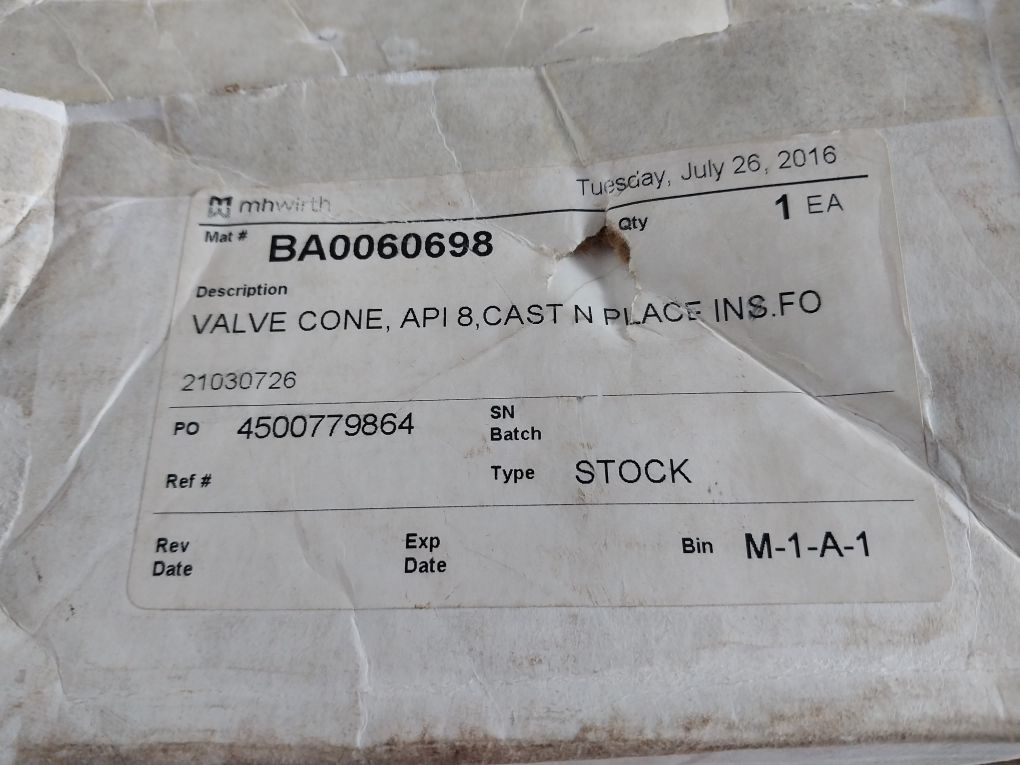 mhwirth
Tuesday, July 26, 2016
Mat # BA0060698
Qty 1 EA
Description
VALVE CONE, API 8,CAST N PLACE INS.FO
21030726
PO 4500779864
SN
Batch
Ref #
Type STOCK
Rev
Date
Exp
Date
Bin M-1-A-1